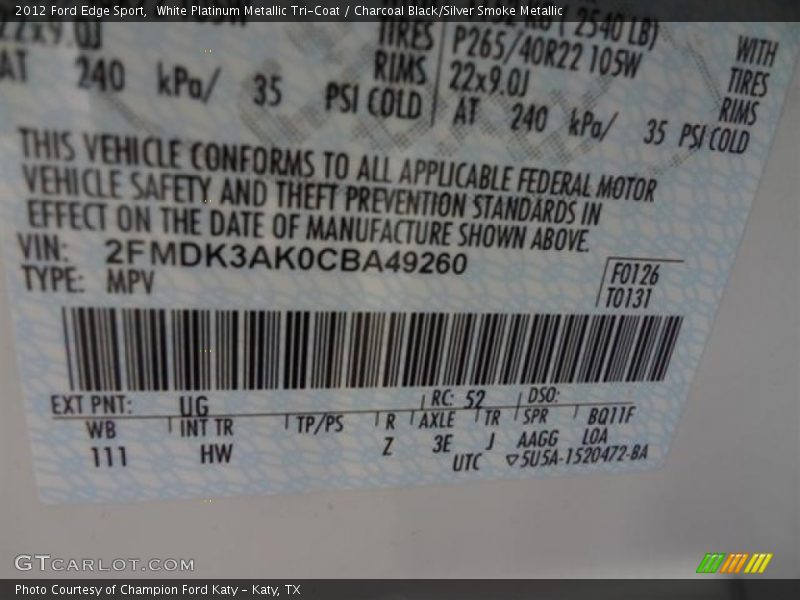 2012 Ford Edge Sport, White Platinum Metallic Tri-Coat / Charcoal Black/Silver Smoke Metallic
( 2540 LB)
22x9.0J TIRES P265/40R22 105W WITH
RIMS 22x9.0J TIRES
AT 240 kPa/ 35 PSI COLD AT 240 kPa/ 35 PSI COLD RIMS
THIS VEHICLE CONFORMS TO ALL APPLICABLE FEDERAL MOTOR
VEHICLE SAFETY AND THEFT PREVENTION STANDARDS IN
EFFECT ON THE DATE OF MANUFACTURE SHOWN ABOVE.
VIN: 2FMDK3AK0CBA49260
TYPE: MPV
F0126
T0131
EXT PNT: UG RC: 52 DSO:
WB INT TR TP/PS R AXLE TR SPR BQ11F
111 HW Z 3E J AAGG LOA
UTC ▽5U5A-1520472-BA
GTCARLOT.COM
Photo Courtesy of Champion Ford Katy - Katy, TX